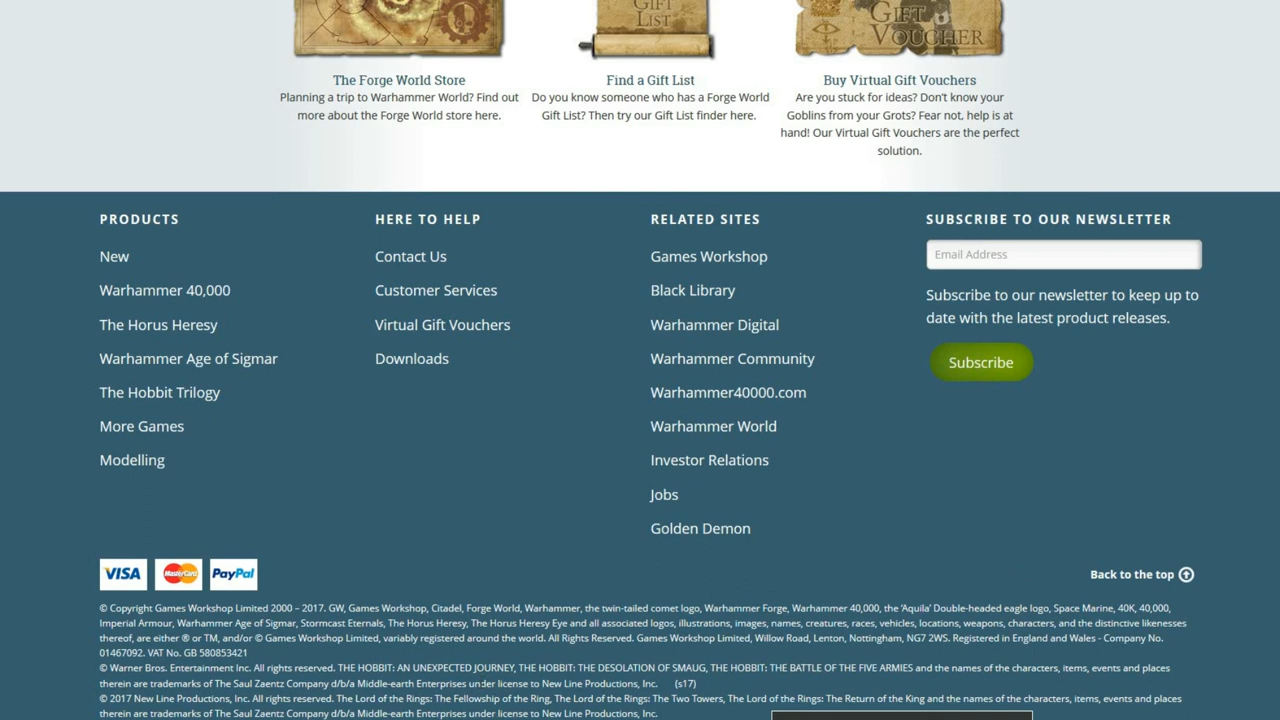 GIFT
LIST
GIFT
VOUCHER
The Forge World Store
Planning a trip to Warhammer World? Find out
more about the Forge World store here.
Find a Gift List
Do you know someone who has a Forge World
Gift List? Then try our Gift List finder here.
Buy Virtual Gift Vouchers
Are you stuck for ideas? Don’t know your
Goblins from your Grots? Fear not, help is at
hand! Our Virtual Gift Vouchers are the perfect
solution.
PRODUCTS
New
Warhammer 40,000
The Horus Heresy
Warhammer Age of Sigmar
The Hobbit Trilogy
More Games
Modelling
HERE TO HELP
Contact Us
Customer Services
Virtual Gift Vouchers
Downloads
RELATED SITES
Games Workshop
Black Library
Warhammer Digital
Warhammer Community
Warhammer40000.com
Warhammer World
Investor Relations
Jobs
Golden Demon
SUBSCRIBE TO OUR NEWSLETTER
Email Address
Subscribe to our newsletter to keep up to
date with the latest product releases.
Subscribe
VISA MasterCard PayPal
Back to the top
© Copyright Games Workshop Limited 2000 – 2017. GW, Games Workshop, Citadel, Forge World, Warhammer, the twin-tailed comet logo, Warhammer Forge, Warhammer 40,000, the ‘Aquila’ Double-headed eagle logo, Space Marine, 40K, 40,000,
Imperial Armour, Warhammer Age of Sigmar, Stormcast Eternals, The Horus Heresy, The Horus Heresy Eye and all associated logos, illustrations, images, names, creatures, races, vehicles, locations, weapons, characters, and the distinctive likenesses
thereof, are either ® or TM, and/or © Games Workshop Limited, variably registered around the world. All Rights Reserved. Games Workshop Limited, Willow Road, Lenton, Nottingham, NG7 2WS. Registered in England and Wales - Company No.
01467092. VAT No. GB 580853421
© Warner Bros. Entertainment Inc. All rights reserved. THE HOBBIT: AN UNEXPECTED JOURNEY, THE HOBBIT: THE DESOLATION OF SMAUG, THE HOBBIT: THE BATTLE OF THE FIVE ARMIES and the names of the characters, items, events and places
therein are trademarks of The Saul Zaentz Company d/b/a Middle-earth Enterprises under license to New Line Productions, Inc. (s17)
© 2017 New Line Productions, Inc. All rights reserved. The Lord of the Rings: The Fellowship of the Ring, The Lord of the Rings: The Two Towers, The Lord of the Rings: The Return of the King and the names of the characters, items, events and places
therein are trademarks of The Saul Zaentz Company d/b/a Middle-earth Enterprises under license to New Line Productions, Inc.